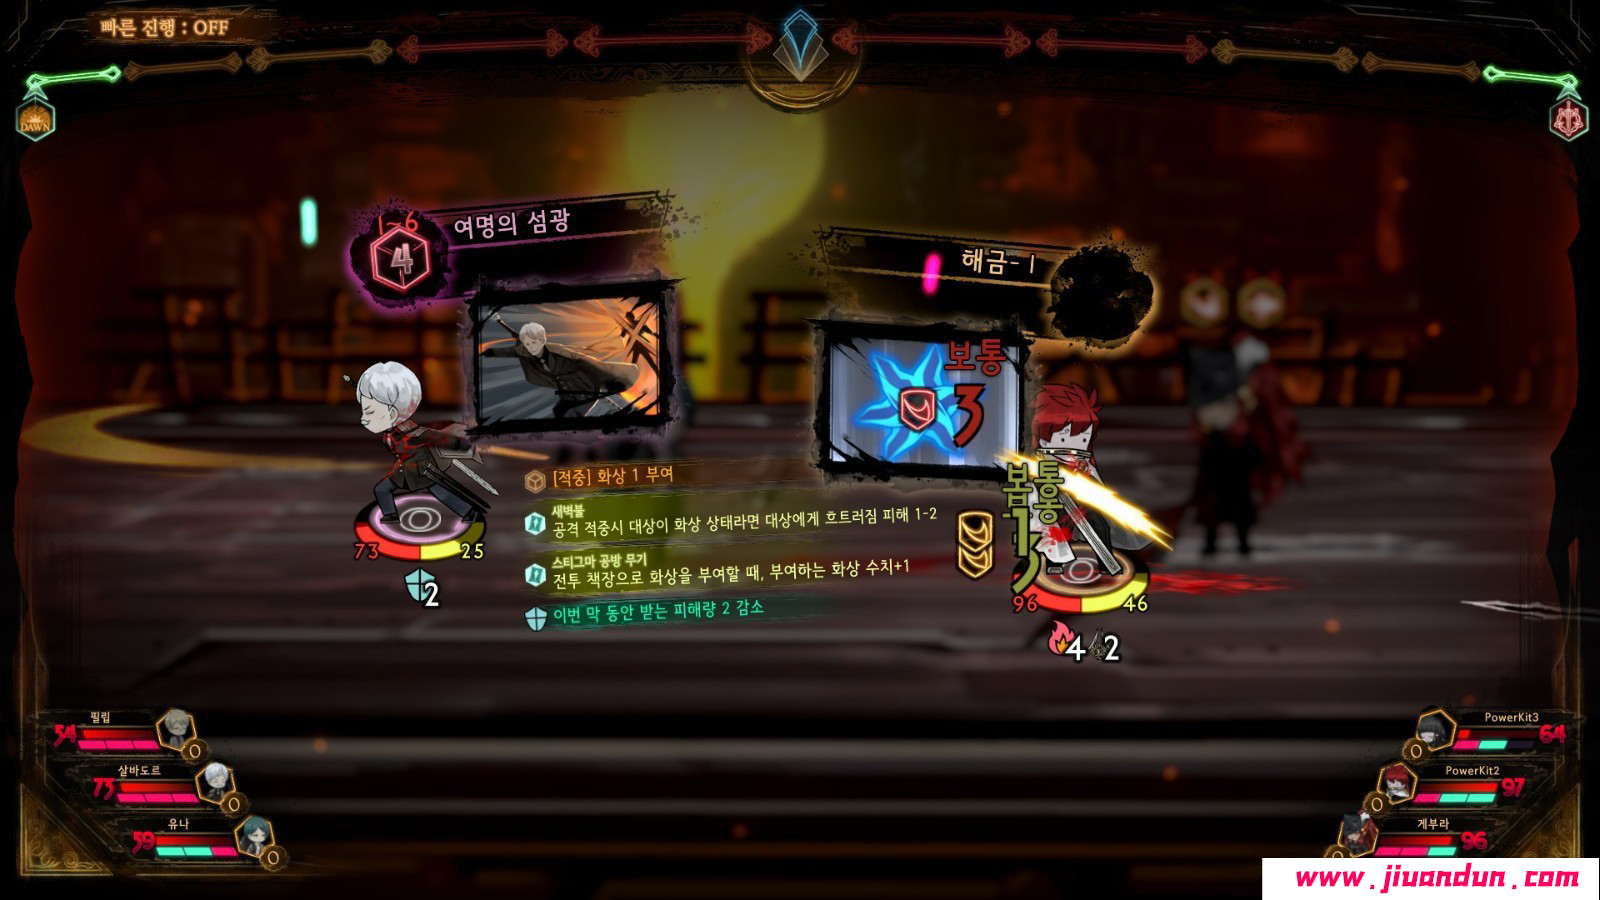 빠른 진행 : OFF
DAWN
1~6
4
여명의 섬광
해금-1
보통
3
[적중] 화상 1 부여
새벽불
공격 적중시 대상이 화상 상태라면 대상에게 흐트러짐 피해 1-2
스티그마 공방 무기
전투 책장으로 화상을 부여할 때, 부여하는 화상 수치+1
이번 막 동안 받는 피해량 2 감소
73
25
2
96
46
4
2
필립
54
0
살바도르
73
0
유나
59
0
PowerKit3
64
0
PowerKit2
97
0
게부라
96
www.jiuandun.com